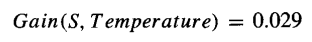 Gain(S, Temperature) = 0.029